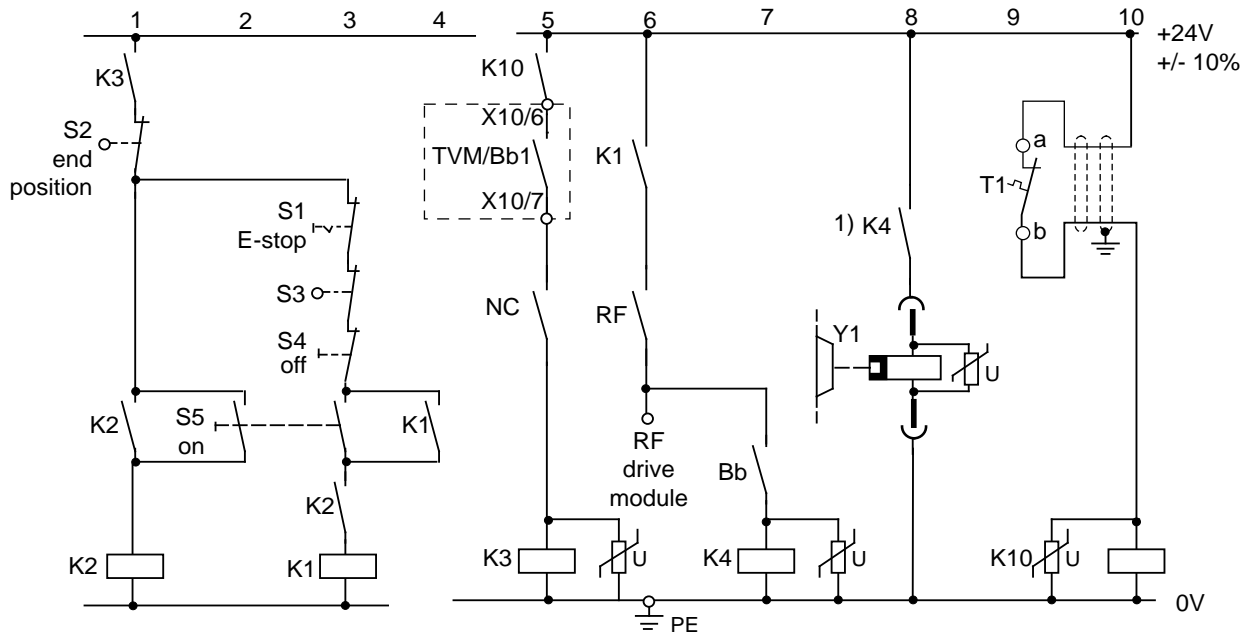 1 2 3 4 5 6 7 8 9 10
+24V
+/- 10%
K3
K10
S2
end
position
X10/6
TVM/Bb1
X10/7
K1
a
T1
b
S1
E-stop
1) K4
S3
NC
RF
S4
off
Y1
U
K2
S5
on
K1
RF
drive
module
Bb
K2
K2
K1
K3
U
K4
U
K10
U
0V
PE